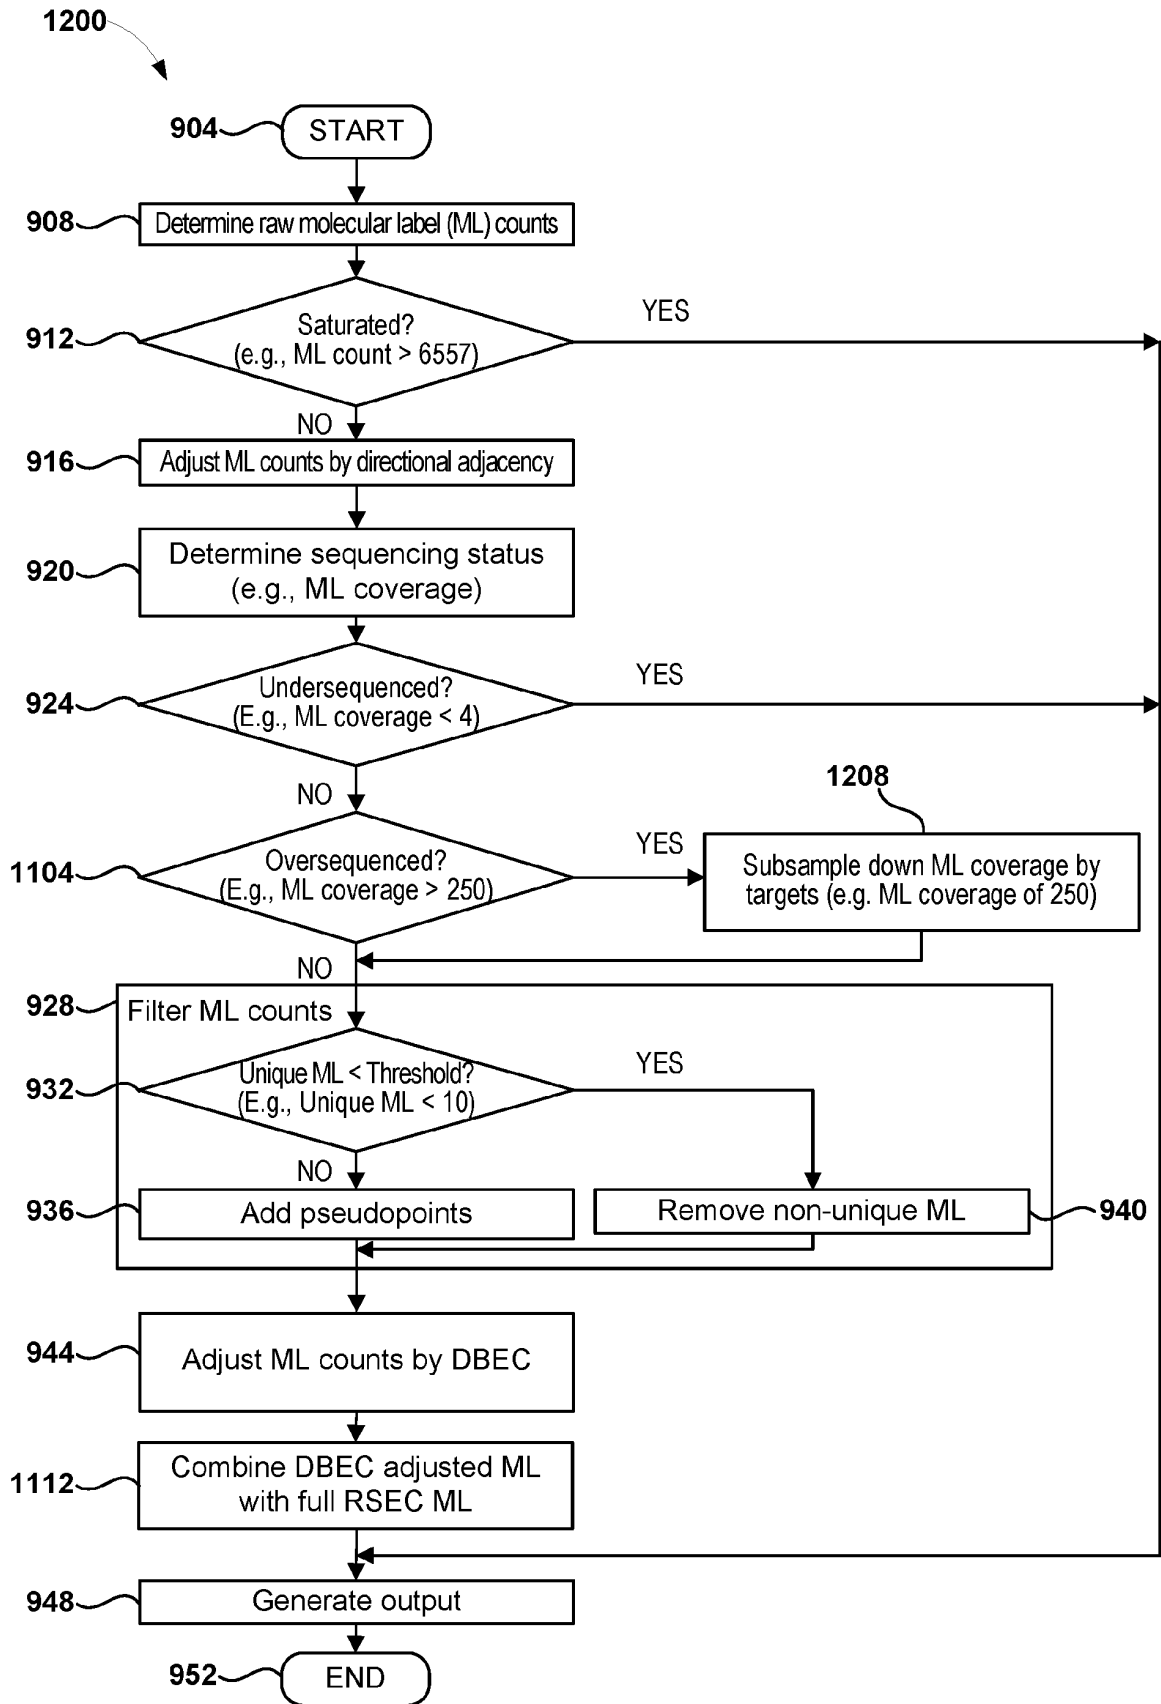 1200
904
START
908
Determine raw molecular label (ML) counts
912
Saturated?
(e.g., ML count > 6557)
YES
NO
916
Adjust ML counts by directional adjacency
920
Determine sequencing status
(e.g., ML coverage)
924
Undersequenced?
(E.g., ML coverage < 4)
YES
NO
1104
Oversequenced?
(E.g., ML coverage > 250)
YES
1208
Subsample down ML coverage by
targets (e.g. ML coverage of 250)
NO
928
Filter ML counts
932
Unique ML < Threshold?
(E.g., Unique ML < 10)
YES
NO
936
Add pseudopoints
Remove non-unique ML
940
944
Adjust ML counts by DBEC
1112
Combine DBEC adjusted ML
with full RSEC ML
948
Generate output
952
END